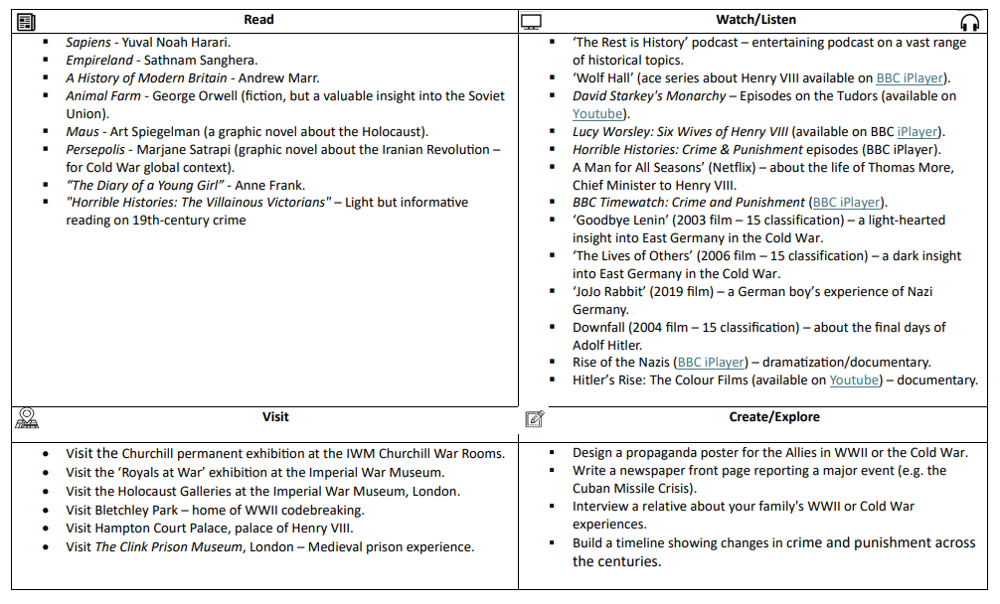 Read
▪ Sapiens - Yuval Noah Harari.
▪ Empireland - Sathnam Sanghera.
▪ A History of Modern Britain - Andrew Marr.
▪ Animal Farm - George Orwell (fiction, but a valuable insight into the Soviet
Union).
▪ Maus - Art Spiegelman (a graphic novel about the Holocaust).
▪ Persepolis - Marjane Satrapi (graphic novel about the Iranian Revolution –
for Cold War global context).
▪ “The Diary of a Young Girl” - Anne Frank.
▪ "Horrible Histories: The Villainous Victorians" – Light but informative
reading on 19th-century crime
Watch/Listen
▪ ‘The Rest is History’ podcast – entertaining podcast on a vast range
of historical topics.
▪ ‘Wolf Hall’ (ace series about Henry VIII available on BBC iPlayer).
▪ David Starkey's Monarchy – Episodes on the Tudors (available on
Youtube).
▪ Lucy Worsley: Six Wives of Henry VIII (available on BBC iPlayer).
▪ Horrible Histories: Crime & Punishment episodes (BBC iPlayer).
▪ A Man for All Seasons’ (Netflix) – about the life of Thomas More,
Chief Minister to Henry VIII.
▪ BBC Timewatch: Crime and Punishment (BBC iPlayer).
▪ ‘Goodbye Lenin’ (2003 film – 15 classification) – a light-hearted
insight into East Germany in the Cold War.
▪ ‘The Lives of Others’ (2006 film – 15 classification) – a dark insight
into East Germany in the Cold War.
▪ ‘JoJo Rabbit’ (2019 film) – a German boy’s experience of Nazi
Germany.
▪ Downfall (2004 film – 15 classification) – about the final days of
Adolf Hitler.
▪ Rise of the Nazis (BBC iPlayer) – dramatization/documentary.
▪ Hitler’s Rise: The Colour Films (available on Youtube) – documentary.
Visit
• Visit the Churchill permanent exhibition at the IWM Churchill War Rooms.
• Visit the ‘Royals at War’ exhibition at the Imperial War Museum.
• Visit the Holocaust Galleries at the Imperial War Museum, London.
• Visit Bletchley Park – home of WWII codebreaking.
• Visit Hampton Court Palace, palace of Henry VIII.
• Visit The Clink Prison Museum, London – Medieval prison experience.
Create/Explore
▪ Design a propaganda poster for the Allies in WWII or the Cold War.
▪ Write a newspaper front page reporting a major event (e.g. the
Cuban Missile Crisis).
▪ Interview a relative about your family's WWII or Cold War
experiences.
▪ Build a timeline showing changes in crime and punishment across
the centuries.